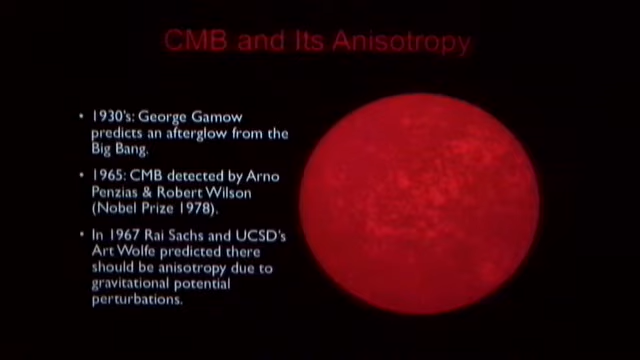 CMB and Its Anisotropy
• 1930's: George Gamow
predicts an afterglow from the
Big Bang.
• 1965: CMB detected by Arno
Penzias & Robert Wilson
(Nobel Prize 1978).
• In 1967 Rai Sachs and UCSD's
Art Wolfe predicted there
should be anisotropy due to
gravitational potential
perturbations.